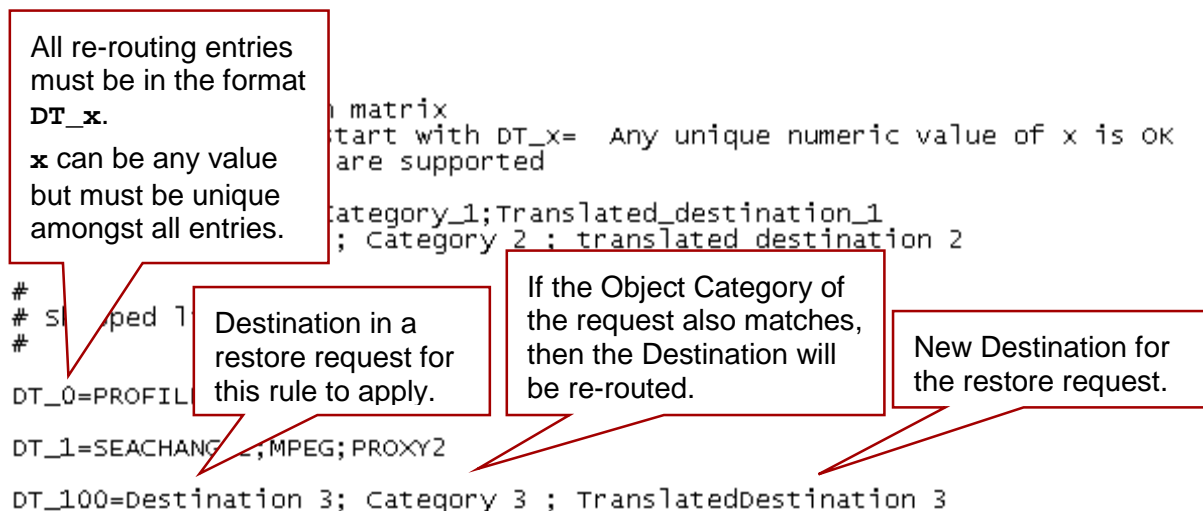 All re-routing entries
must be in the format
DT_x.
x can be any value
but must be unique
amongst all entries.
matrix
start with DT_x= Any unique numeric value of x is OK
are supported
Category_1;Translated_destination_1
; Category 2 ; translated destination 2
#
#
#
Destination in a
restore request for
this rule to apply.
If the Object Category of
the request also matches,
then the Destination will
be re-routed.
New Destination for
the restore request.
DT_0=PROFILE
DT_1=SEACHANGE;MPEG;PROXY2
DT_100=Destination 3; Category 3 ; TranslatedDestination 3